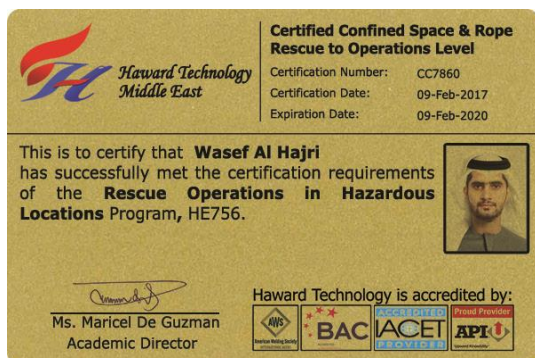 Haward Technology
Middle East
Certified Confined Space & Rope
Rescue to Operations Level
Certification Number: CC7860
Certification Date: 09-Feb-2017
Expiration Date: 09-Feb-2020
This is to certify that Wasef Al Hajri
has successfully met the certification requirements
of the Rescue Operations in Hazardous
Locations Program, HE756.
Ms. Maricel De Guzman
Academic Director
Haward Technology is accredited by:
AWS
American Welding Society
BAC
ACCREDITED
IACET
PROVIDER
Proud Provider
API